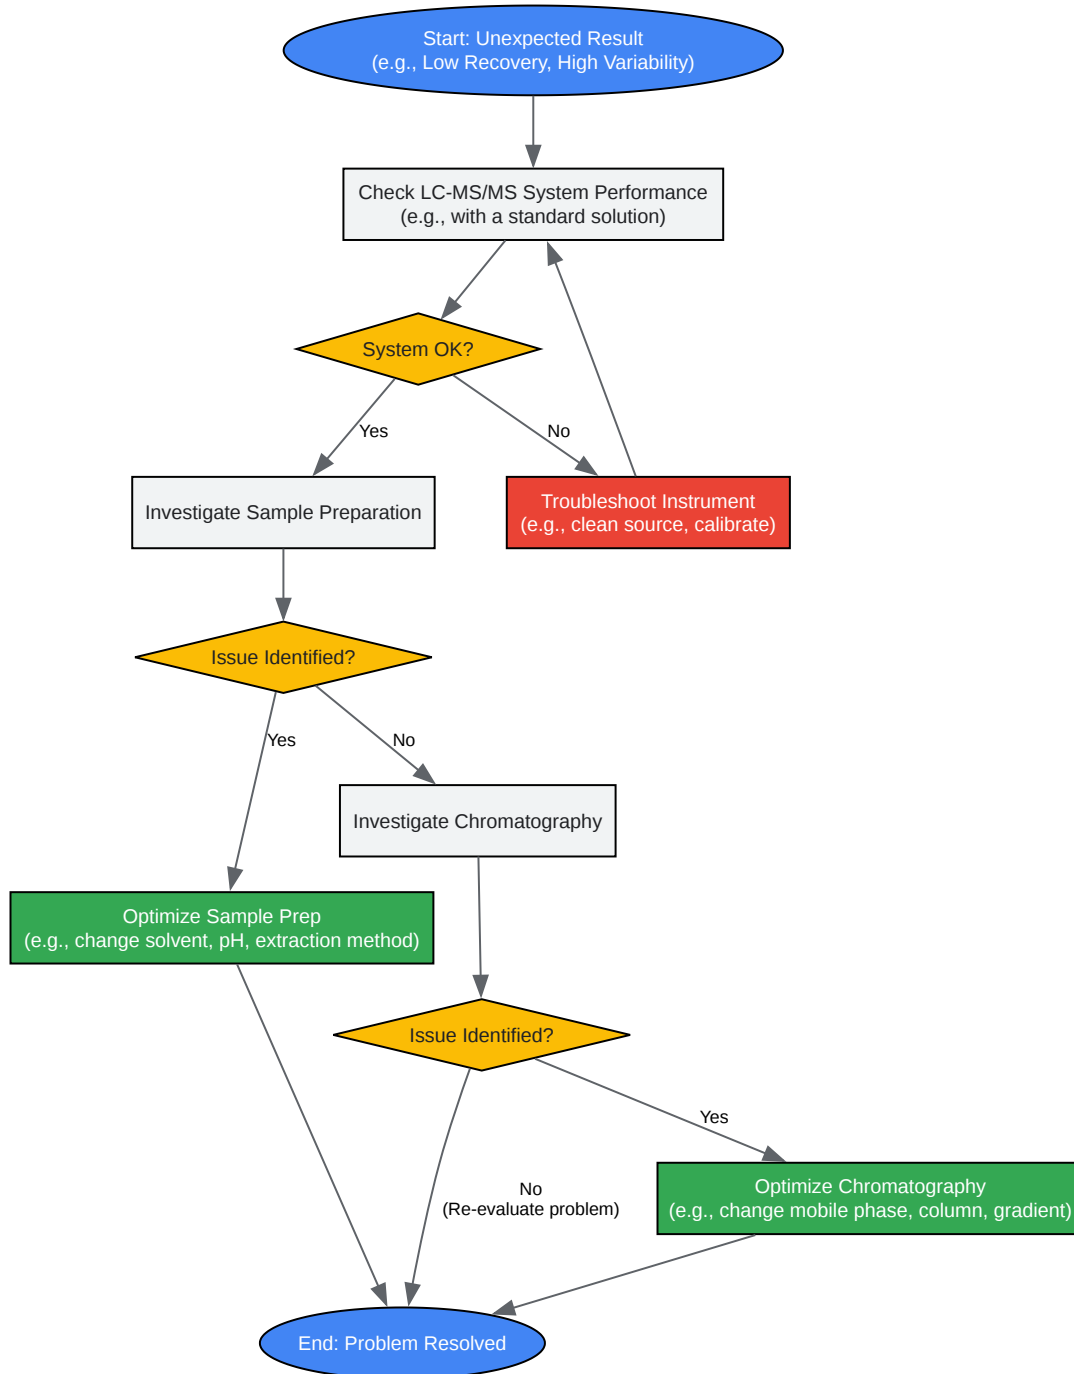 Start: Unexpected Result
(e.g., Low Recovery, High Variability)
Check LC-MS/MS System Performance
(e.g., with a standard solution)
System OK?
Yes
No
Investigate Sample Preparation
Troubleshoot Instrument
(e.g., clean source, calibrate)
Issue Identified?
Yes
No
Investigate Chromatography
Optimize Sample Prep
(e.g., change solvent, pH, extraction method)
Issue Identified?
Yes
No
(Re-evaluate problem)
Optimize Chromatography
(e.g., change mobile phase, column, gradient)
End: Problem Resolved